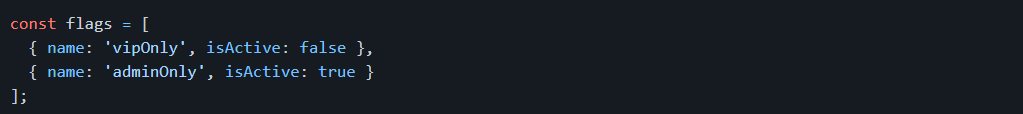 const flags = [
  { name: 'vipOnly', isActive: false },
  { name: 'adminOnly', isActive: true }
];